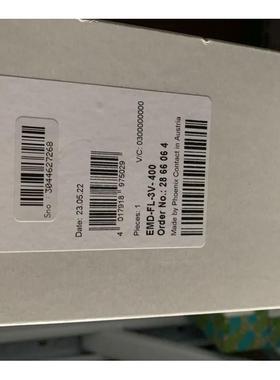 Sno : 3044627268
Date: 23.05.22
V/C: 0300000000
4 017918 975029
Pieces: 1
EMD-FL-3V- 400
Order No.: 28 66 06 4
Made by Phoenix Contact in Austria